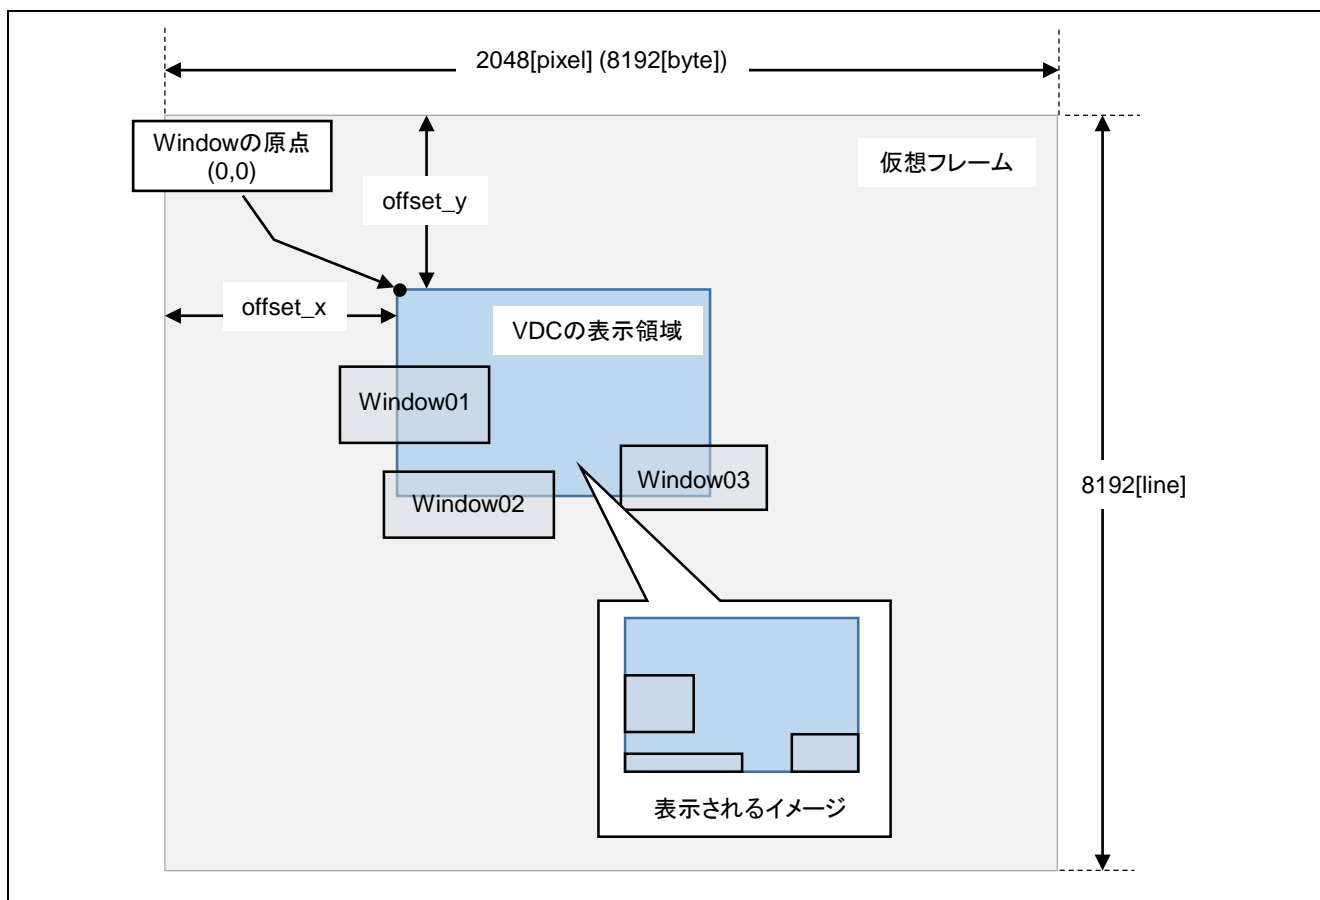 2048[pixel] (8192[byte])
Windowの原点
(0,0)
仮想フレーム
offset_y
offset_x
VDCの表示領域
Window01
Window03
Window02
8192[line]
表示されるイメージ